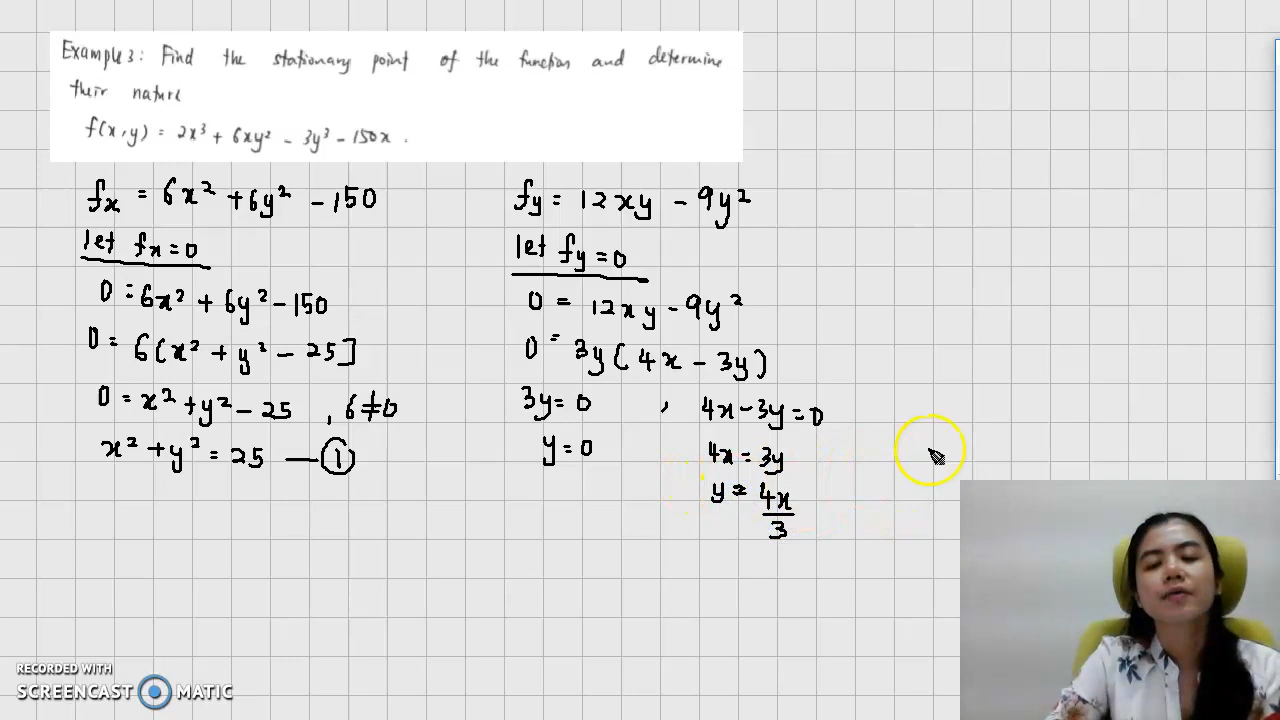 Example 3: Find the stationary point of the function and determine
their nature
f(x,y) = 2x³ + 6xy² - 3y³ - 150x .
fx = 6x² + 6y² - 150
let fx = 0
0 = 6x² + 6y² - 150
0 = 6(x² + y² - 25]
0 = x² + y² - 25 , 6≠0
x² + y² = 25 — ①
fy = 12xy - 9y²
let fy = 0
0 = 12xy - 9y²
0 = 3y(4x - 3y)
3y = 0 , 4x - 3y = 0
y = 0
4x = 3y
y = 4x/3
RECORDED WITH
SCREENCAST MATIC